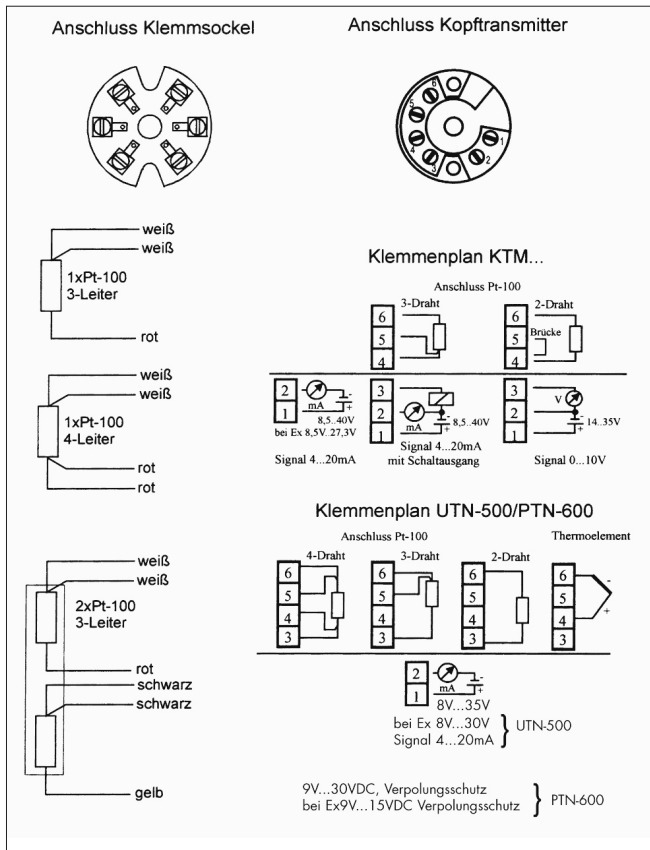 Anschluss Klemmsockel
Anschluss Kopftransmitter
6
5
4
3
2
1
weiß
weiß
1xPt-100
3-Leiter
rot
weiß
weiß
1xPt-100
4-Leiter
rot
rot
weiß
weiß
2xPt-100
3-Leiter
rot
schwarz
schwarz
gelb
Klemmenplan KTM...
Anschluss Pt-100
3-Draht
6
5
4
2-Draht
6
5
4
Brücke
2
1
mA
-
+
8,5..40V
bei Ex 8,5V..27,3V
Signal 4...20mA
3
2
1
mA
-
+
8,5..40V
Signal 4...20mA
mit Schaltausgang
3
2
1
V
-
+
14..35V
Signal 0...10V
Klemmenplan UTN-500/PTN-600
Anschluss Pt-100
Thermoelement
4-Draht
6
5
4
3
3-Draht
6
5
4
3
2-Draht
6
5
4
3
6
5
4
3
-
+
2
1
mA
-
+
8V...35V
bei Ex 8V...30V
Signal 4...20mA
UTN-500
9V...30VDC, Verpolungsschutz
bei Ex9V...15VDC Verpolungsschutz
PTN-600